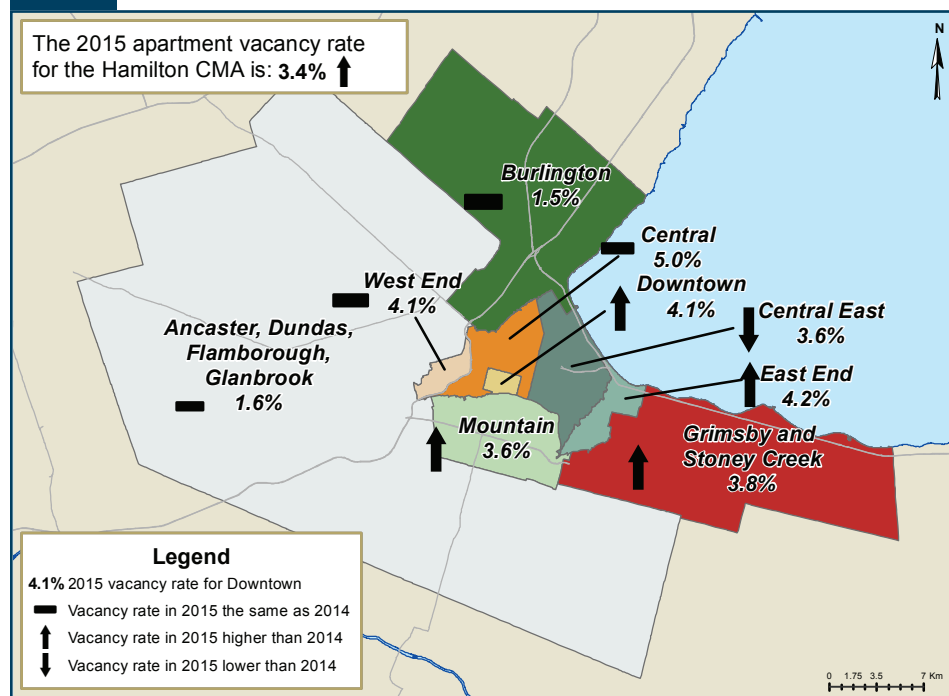 The 2015 apartment vacancy rate
for the Hamilton CMA is: 3.4%
N
Burlington
1.5%
Central
5.0%
Downtown
4.1%
West End
4.1%
Central East
3.6%
Ancaster, Dundas,
Flamborough,
Glanbrook
1.6%
East End
4.2%
Mountain
3.6%
Grimsby and
Stoney Creek
3.8%
Legend
4.1% 2015 vacancy rate for Downtown
Vacancy rate in 2015 the same as 2014
Vacancy rate in 2015 higher than 2014
Vacancy rate in 2015 lower than 2014
0 1.75 3.5 7 Km